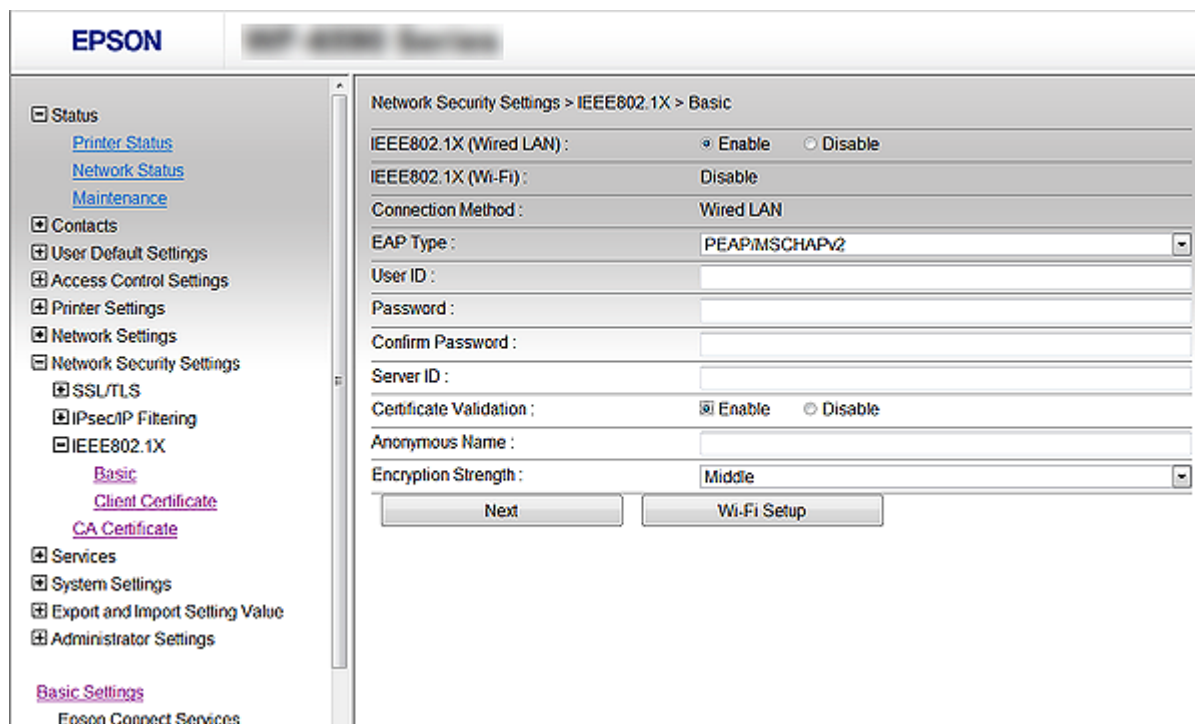 EPSON
Status
Printer Status
Network Status
Maintenance
Contacts
User Default Settings
Access Control Settings
Printer Settings
Network Settings
Network Security Settings
SSL/TLS
IPsec/IP Filtering
IEEE802.1X
Basic
Client Certificate
CA Certificate
Services
System Settings
Export and Import Setting Value
Administrator Settings
Basic Settings
Epson Connect Services
Network Security Settings > IEEE802.1X > Basic
IEEE802.1X (Wired LAN) : Enable Disable
IEEE802.1X (Wi-Fi) : Disable
Connection Method : Wired LAN
EAP Type : PEAP/MSCHAPv2
User ID :
Password :
Confirm Password :
Server ID :
Certificate Validation : Enable Disable
Anonymous Name :
Encryption Strength : Middle
Next Wi-Fi Setup